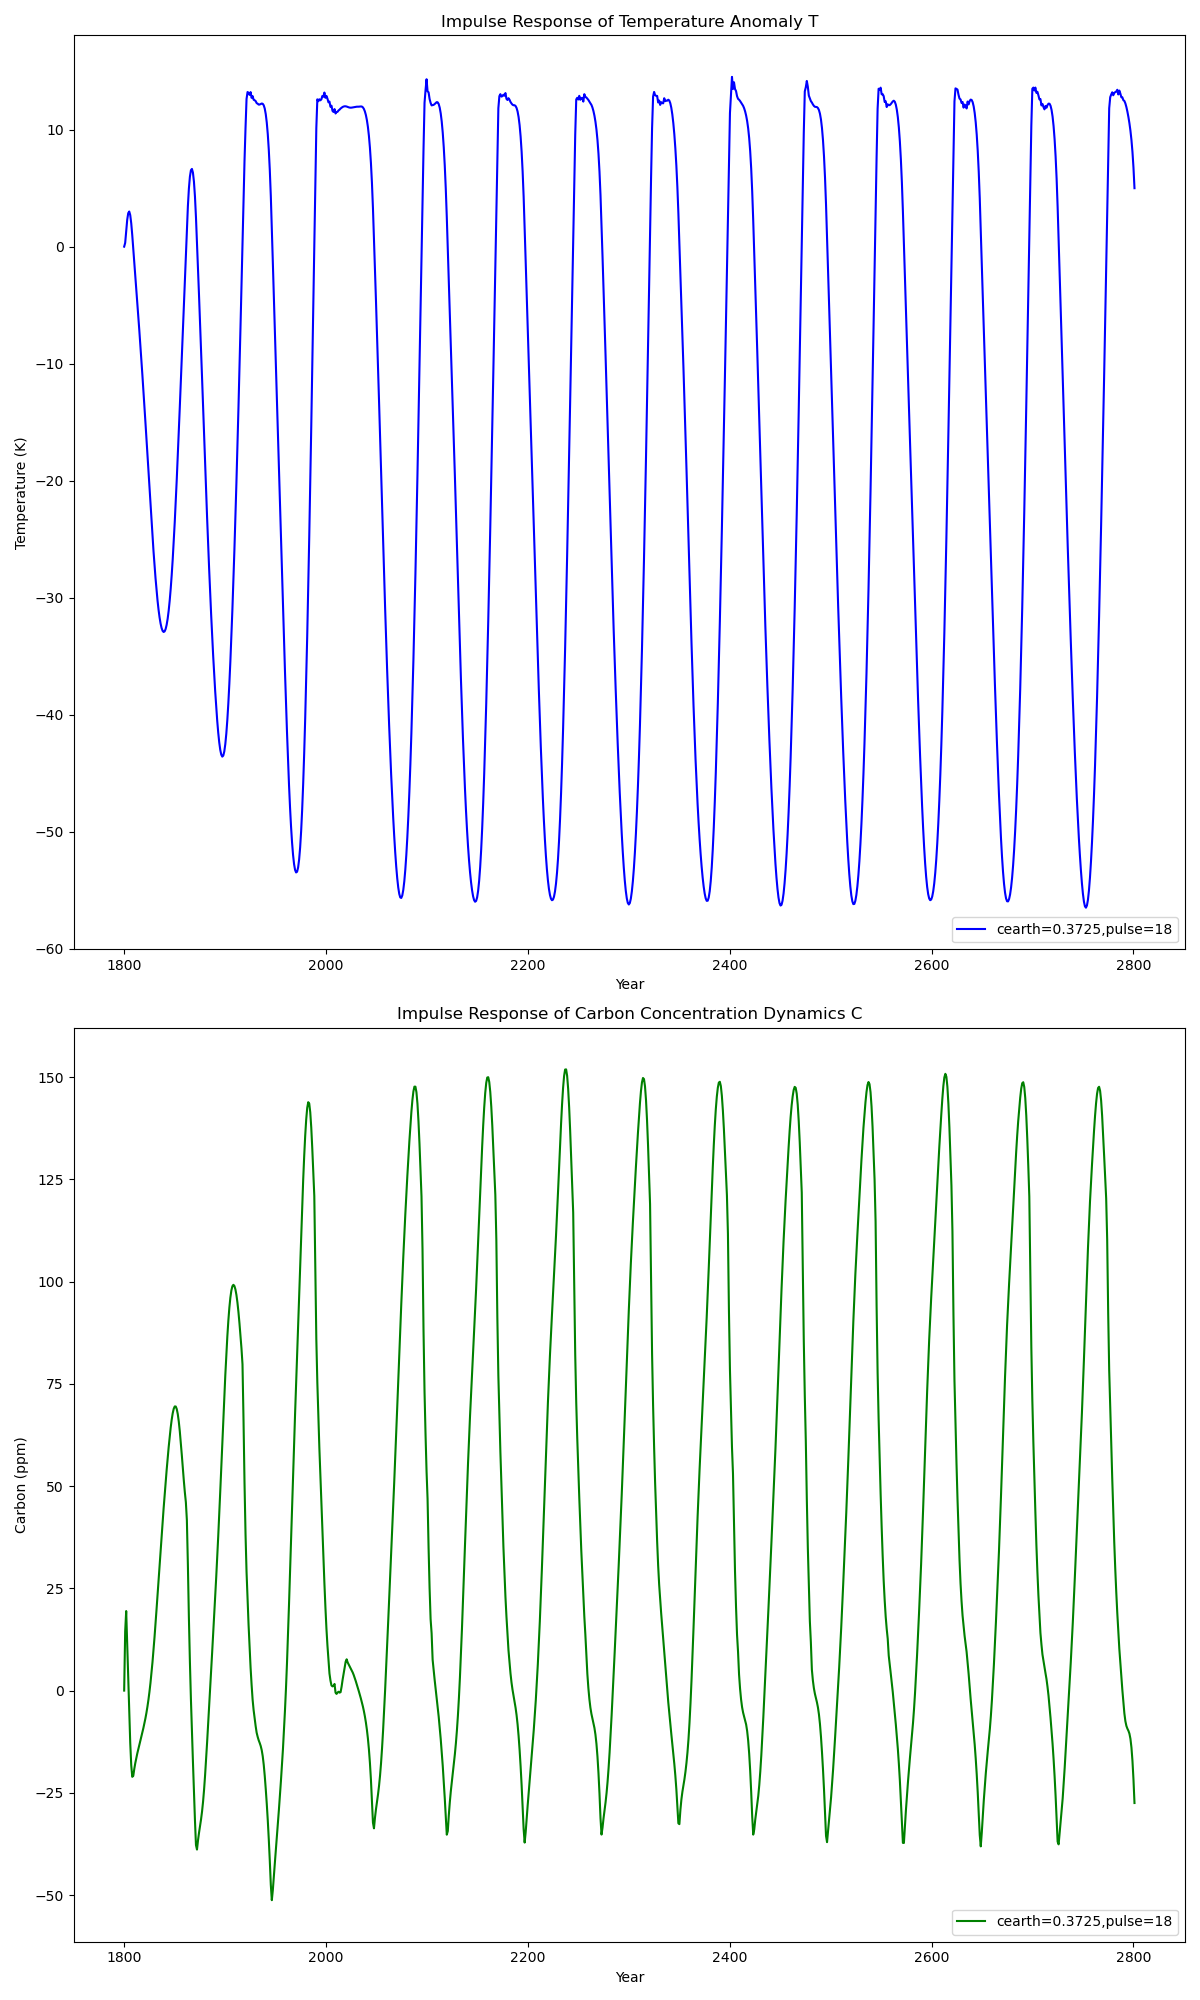 Impulse Response of Temperature Anomaly T
Temperature (K)
10
0
−10
−20
−30
−40
−50
−60
1800 2000 2200 2400 2600 2800
Year
cearth=0.3725,pulse=18
Impulse Response of Carbon Concentration Dynamics C
Carbon (ppm)
150
125
100
75
50
25
0
−25
−50
1800 2000 2200 2400 2600 2800
Year
cearth=0.3725,pulse=18